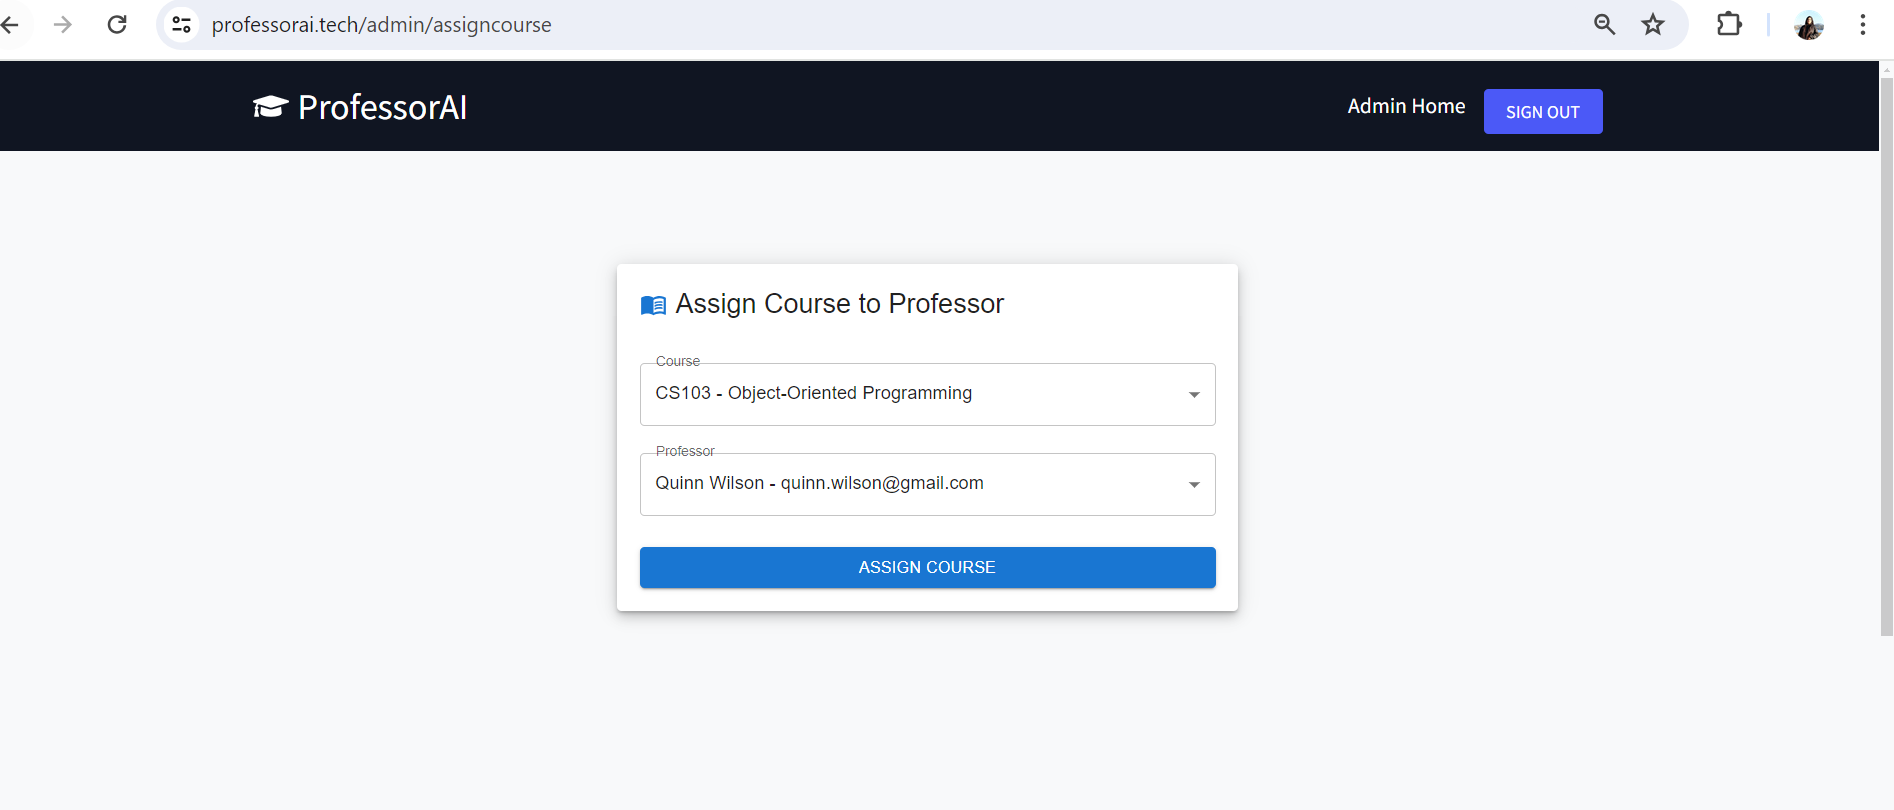 professorai.tech/admin/assigncourse
ProfessorAI
Admin Home
SIGN OUT
Assign Course to Professor
Course
CS103 - Object-Oriented Programming
Professor
Quinn Wilson - quinn.wilson@gmail.com
ASSIGN COURSE